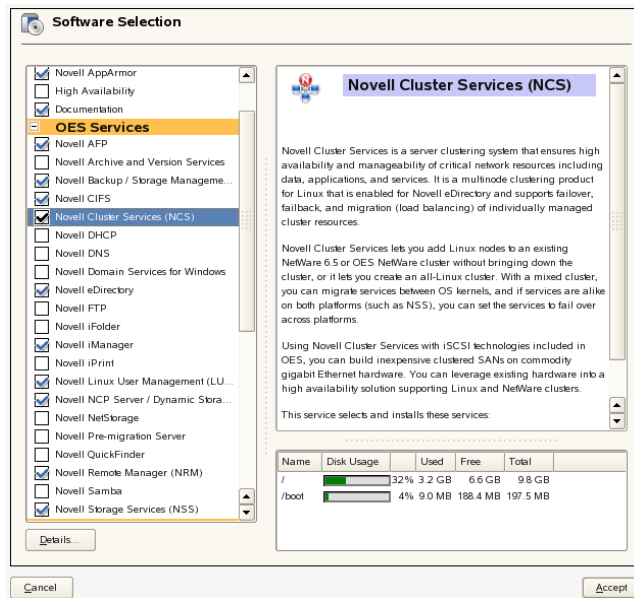 Software Selection
Novell AppArmor
High Availability
Documentation
OES Services
Novell AFP
Novell Archive and Version Services
Novell Backup / Storage Manageme...
Novell CIFS
Novell Cluster Services (NCS)
Novell DHCP
Novell DNS
Novell Domain Services for Windows
Novell eDirectory
Novell FTP
Novell iFolder
Novell iManager
Novell iPrint
Novell Linux User Management (LU...
Novell NCP Server / Dynamic Stora...
Novell NetStorage
Novell Pre-migration Server
Novell QuickFinder
Novell Remote Manager (NRM)
Novell Samba
Novell Storage Services (NSS)
Details...
N
Novell Cluster Services (NCS)
Novell Cluster Services is a server clustering system that ensures high
availability and manageability of critical network resources including
data, applications, and services. It is a multinode clustering product
for Linux that is enabled for Novell eDirectory and supports failover,
failback, and migration (load balancing) of individually managed
cluster resources.
Novell Cluster Services lets you add Linux nodes to an existing
NetWare 6.5 or OES NetWare cluster without bringing down the
cluster, or it lets you create an all-Linux cluster. With a mixed cluster,
you can migrate services between OS kernels, and if services are alike
on both platforms (such as NSS), you can set the services to fail over
across platforms.
Using Novell Cluster Services with iSCSI technologies included in
OES, you can build inexpensive clustered SANs on commodity
gigabit Ethernet hardware. You can leverage existing hardware into a
high availability solution supporting Linux and NetWare clusters.
This service selects and installs these services:
Name Disk Usage Used Free Total
/ 32% 3.2 GB 6.6 GB 9.8 GB
/boot 4% 9.0 MB 188.4 MB 197.5 MB
Cancel
Accept